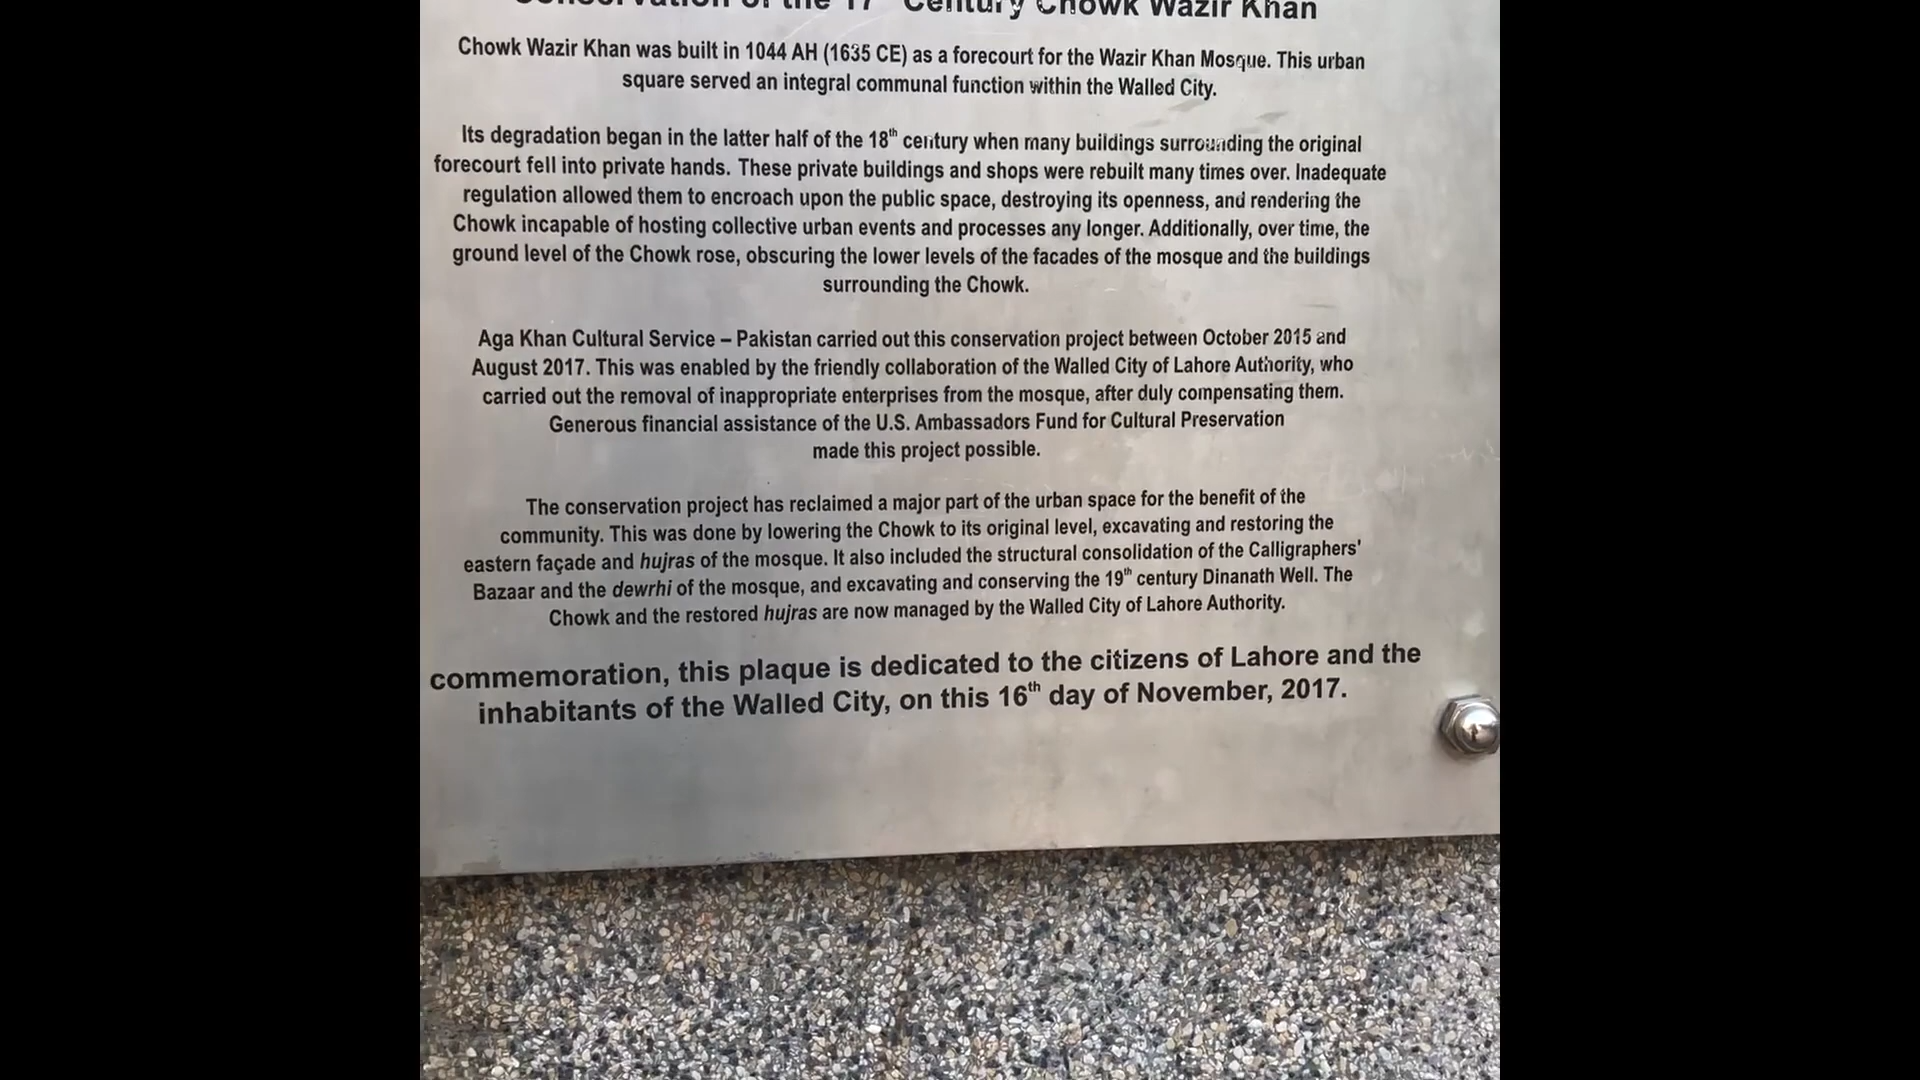 Conservation of the 17th Century Chowk Wazir Khan
Chowk Wazir Khan was built in 1044 AH (1635 CE) as a forecourt for the Wazir Khan Mosque. This urban
square served an integral communal function within the Walled City.
Its degradation began in the latter half of the 18th century when many buildings surrounding the original
forecourt fell into private hands. These private buildings and shops were rebuilt many times over. Inadequate
regulation allowed them to encroach upon the public space, destroying its openness, and rendering the
Chowk incapable of hosting collective urban events and processes any longer. Additionally, over time, the
ground level of the Chowk rose, obscuring the lower levels of the facades of the mosque and the buildings
surrounding the Chowk.
Aga Khan Cultural Service – Pakistan carried out this conservation project between October 2015 and
August 2017. This was enabled by the friendly collaboration of the Walled City of Lahore Authority, who
carried out the removal of inappropriate enterprises from the mosque, after duly compensating them.
Generous financial assistance of the U.S. Ambassadors Fund for Cultural Preservation
made this project possible.
The conservation project has reclaimed a major part of the urban space for the benefit of the
community. This was done by lowering the Chowk to its original level, excavating and restoring the
eastern façade and hujras of the mosque. It also included the structural consolidation of the Calligraphers'
Bazaar and the dewrhi of the mosque, and excavating and conserving the 19th century Dinanath Well. The
Chowk and the restored hujras are now managed by the Walled City of Lahore Authority.
commemoration, this plaque is dedicated to the citizens of Lahore and the
inhabitants of the Walled City, on this 16th day of November, 2017.